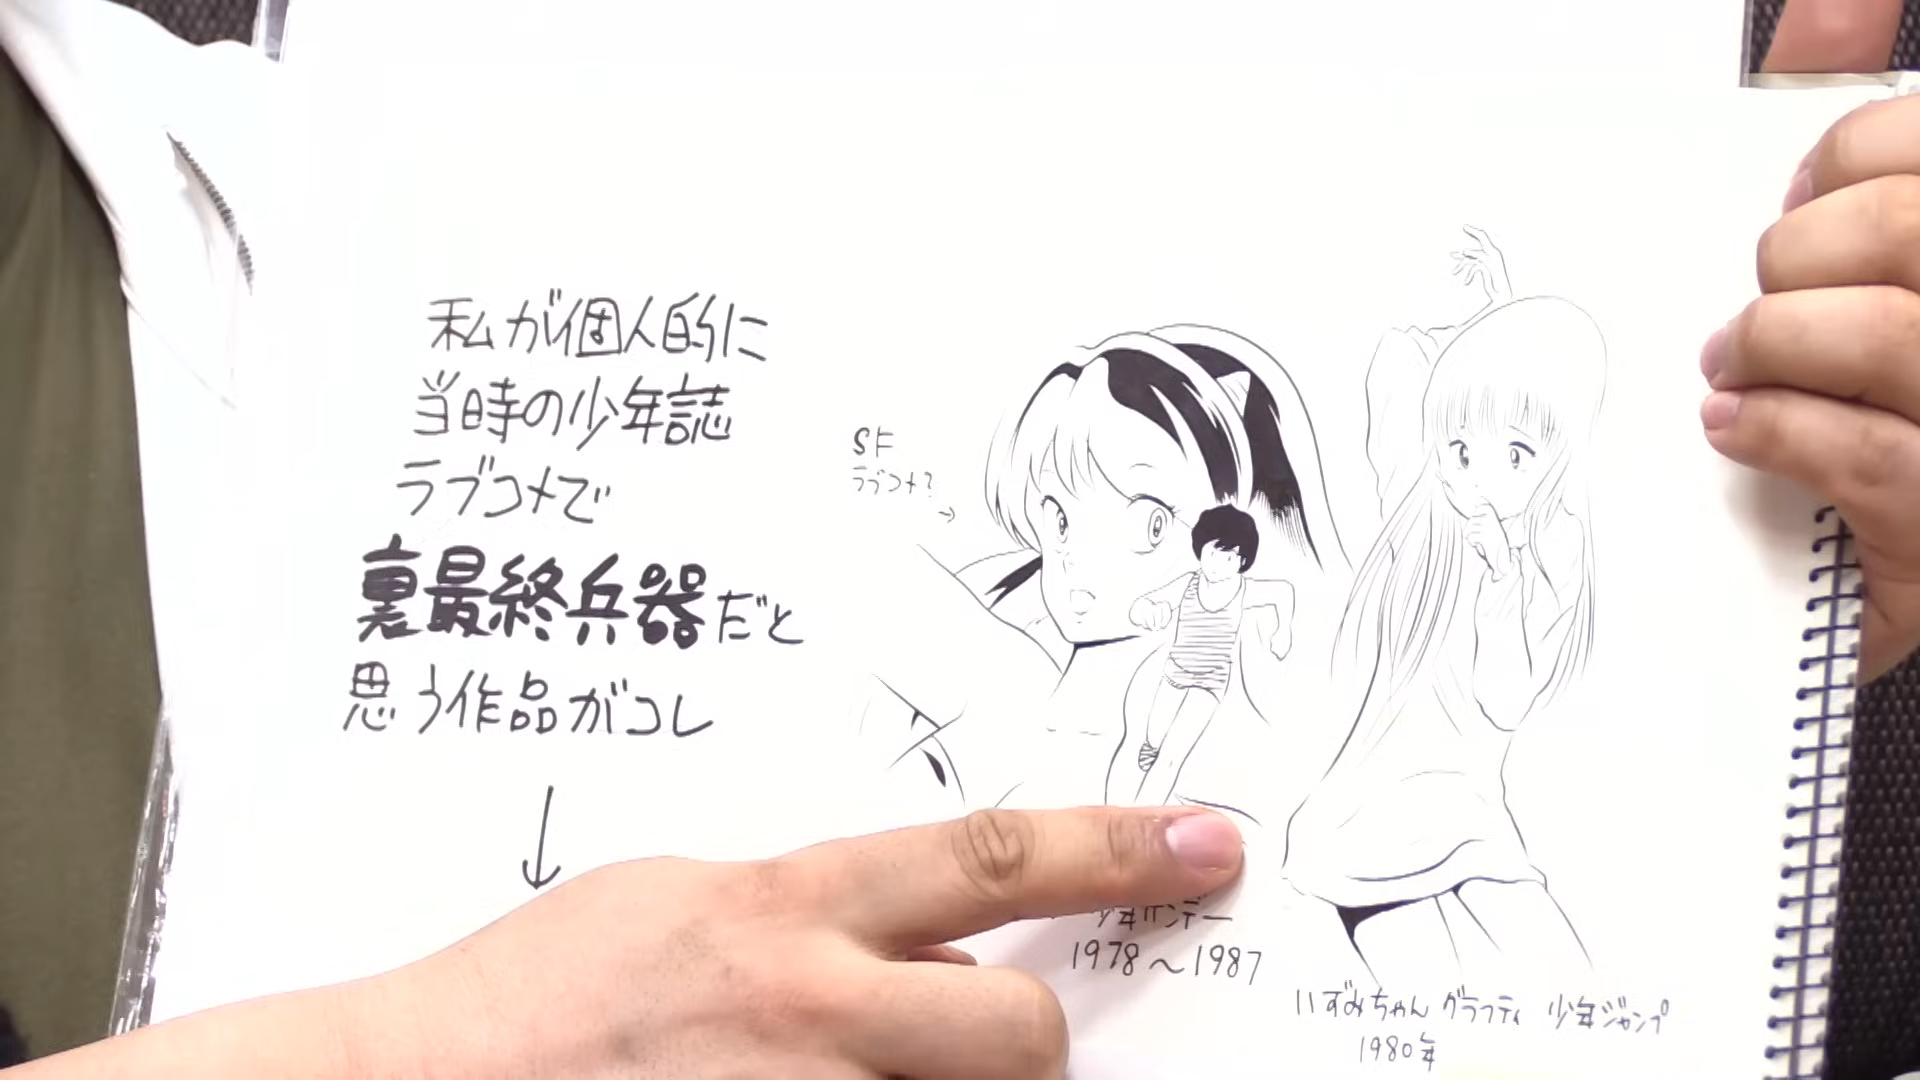 私が個人的に
当時の少年誌
ラブコメで
裏最終兵器だと
思う作品がコレ
SF
ラブコメ?
少年サンデー
1978〜1987
いずみちゃん グラフティ 少年ジャンプ
1980年